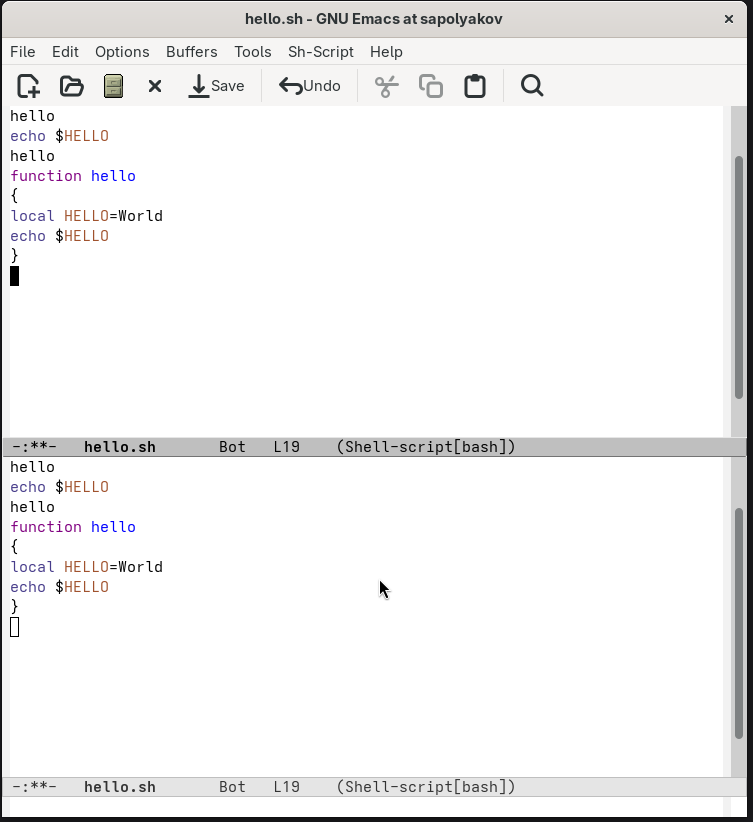 hello.sh - GNU Emacs at sapolyakov
File Edit Options Buffers Tools Sh-Script Help
Save Undo
hello
echo $HELLO
hello
function hello
{
local HELLO=World
echo $HELLO
}
-:**- hello.sh Bot L19 (Shell-script[bash])
hello
echo $HELLO
hello
function hello
{
local HELLO=World
echo $HELLO
}
-:**- hello.sh Bot L19 (Shell-script[bash])